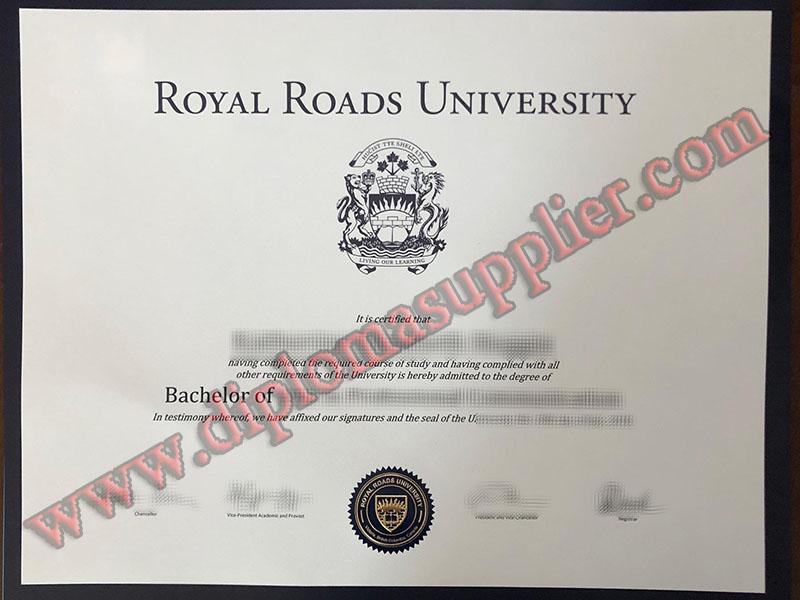 ROYAL ROADS UNIVERSITY
LIVING OUR LEARNING
It is certified that
having completed the required course of study and having complied with all
other requirements of the University is hereby admitted to the degree of
Bachelor of
In testimony whereof, we have affixed our signatures and the seal of the U
www.diplomasupplier.com
ROYAL ROADS UNIVERSITY
Chancellor
Vice-President Academic and Provost
President and Vice-Chancellor
Registrar